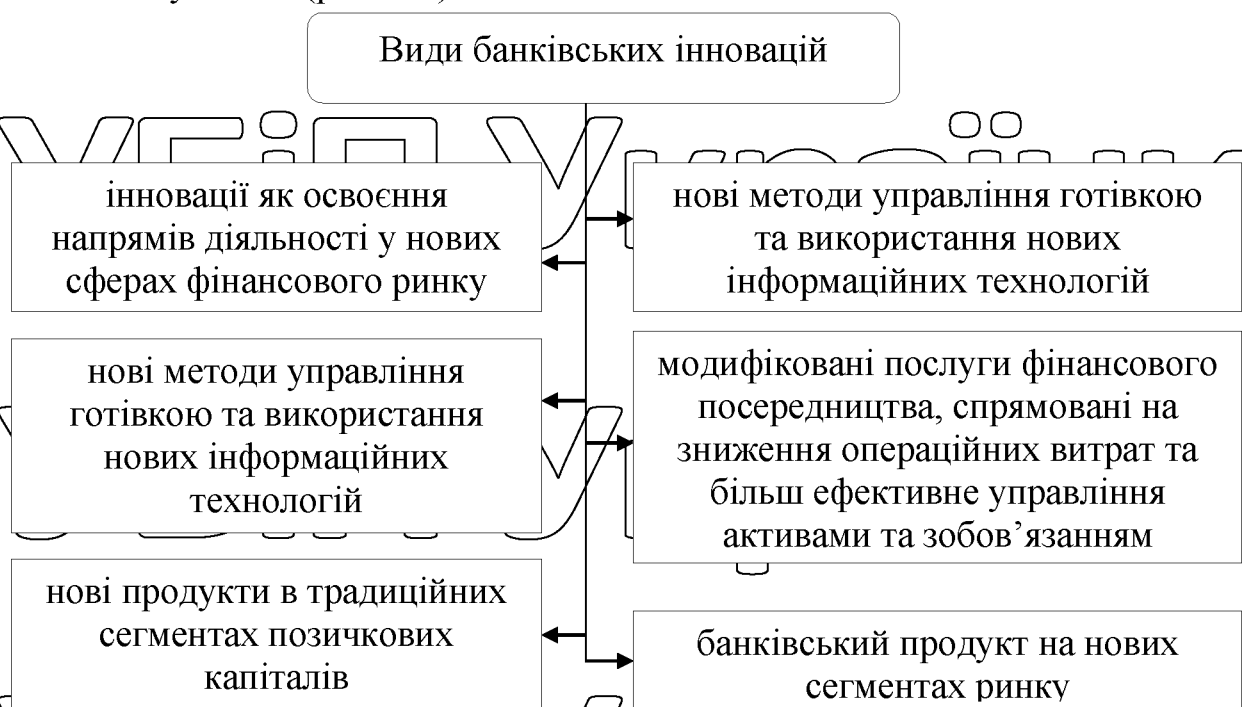 Види банківських інновацій
інновації як освоєння
напрямів діяльності у нових
сферах фінансового ринку
нові методи управління готівкою
та використання нових
інформаційних технологій
нові методи управління
готівкою та використання
нових інформаційних
технологій
модифіковані послуги фінансового
посередництва, спрямовані на
зниження операційних витрат та
більш ефективне управління
активами та зобов’язанням
нові продукти в традиційних
сегментах позичкових
капіталів
банківський продукт на нових
сегментах ринку